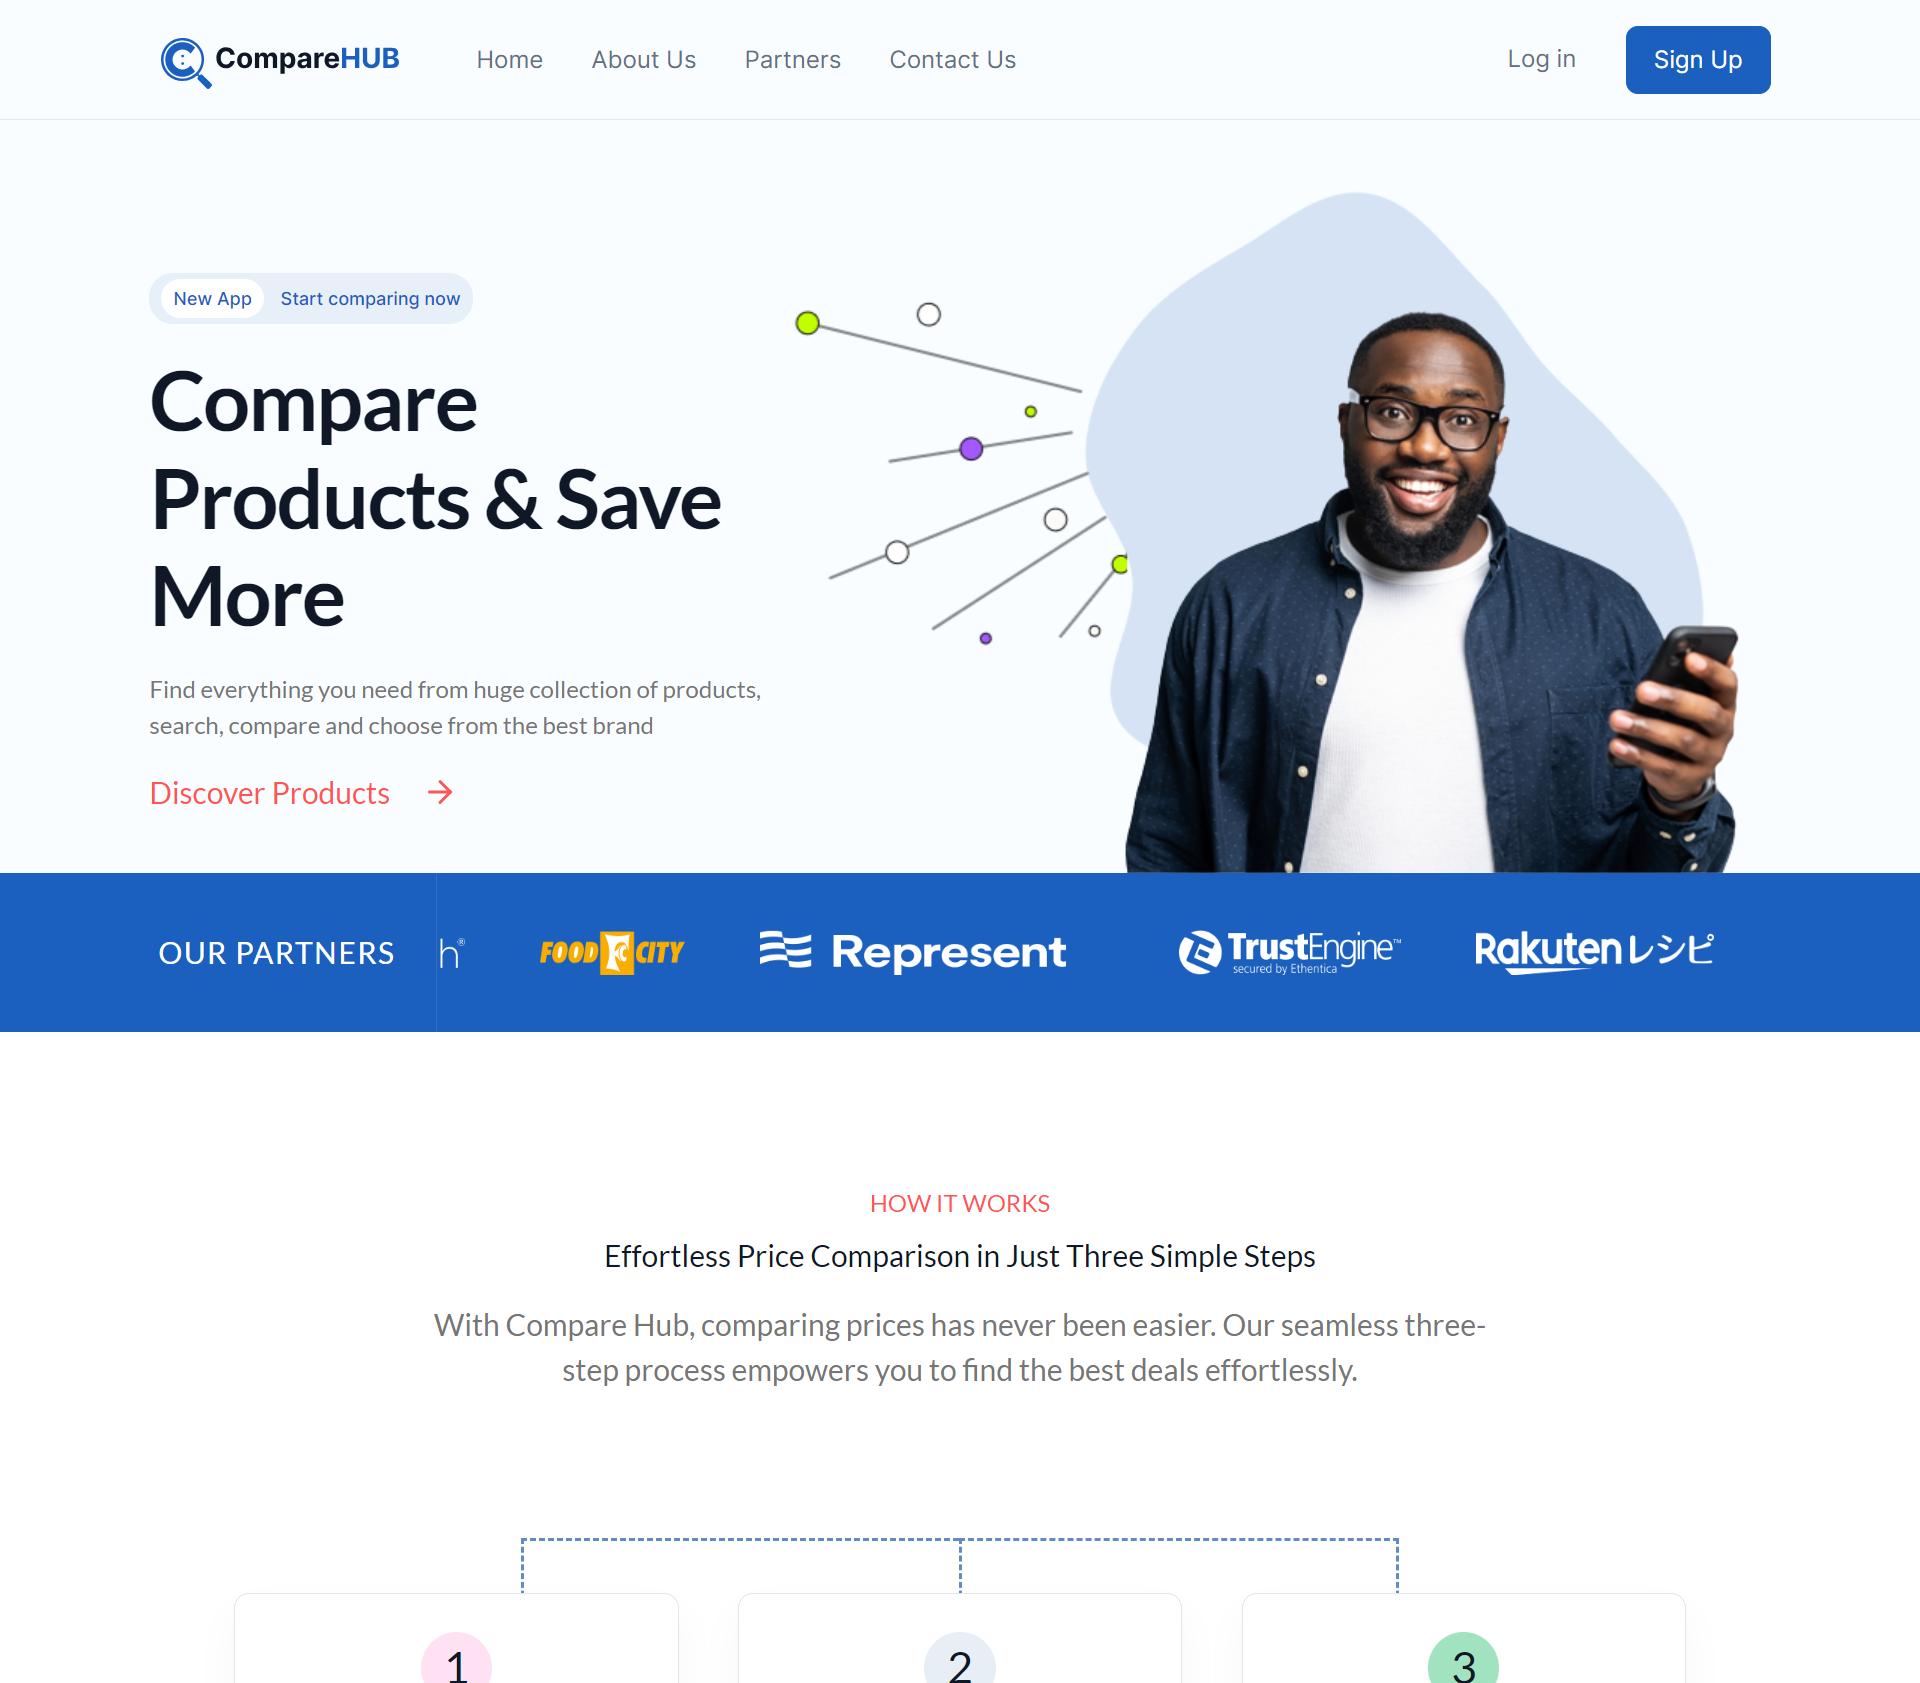 CompareHUB
Home
About Us
Partners
Contact Us
Log in
Sign Up
New App
Start comparing now
Compare
Products & Save
More
Find everything you need from huge collection of products,
search, compare and choose from the best brand
Discover Products
OUR PARTNERS
h®
FOOD CITY
Represent
TrustEngine™
secured by Ethentica
Rakuten レシピ
HOW IT WORKS
Effortless Price Comparison in Just Three Simple Steps
With Compare Hub, comparing prices has never been easier. Our seamless three-
step process empowers you to find the best deals effortlessly.
1
2
3